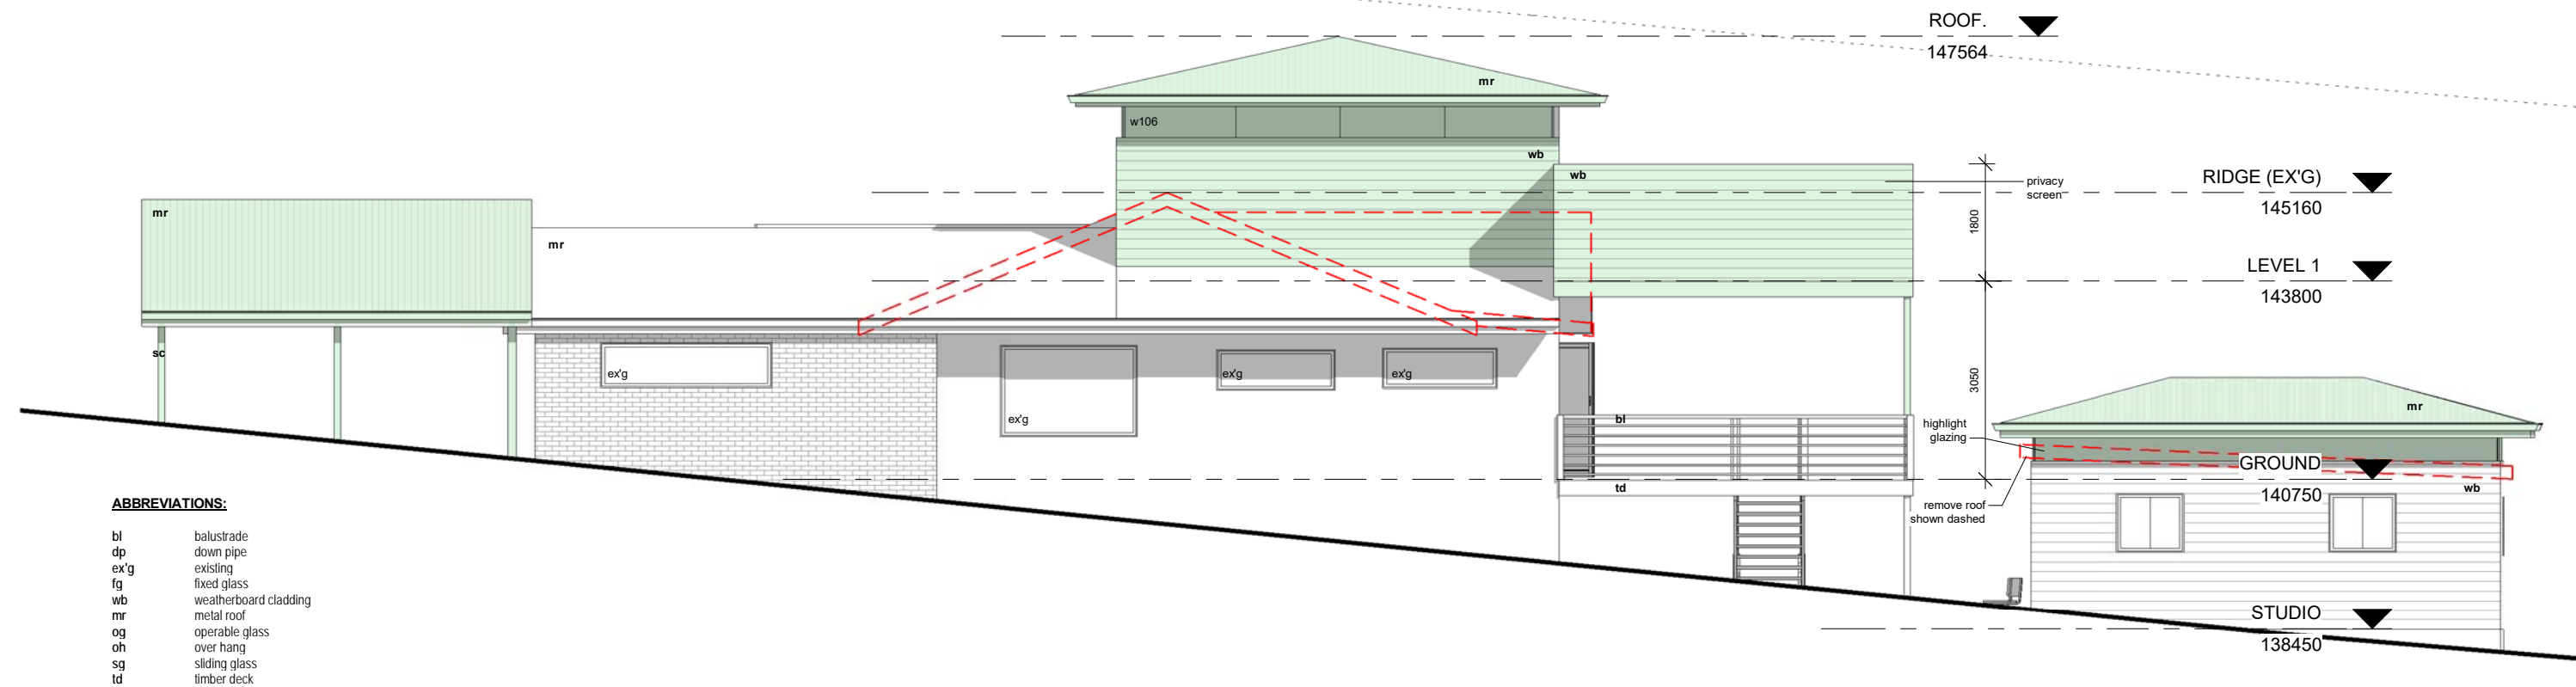 ROOF.
147564
mr
w106
wb
wb
privacy
screen
RIDGE (EX'G)
145160
mr
mr
1800
LEVEL 1
143800
sc
ex'g
ex'g
ex'g
ex'g
3050
bl
highlight
glazing
mr
GROUND
140750
td
wb
remove roof
shown dashed
ABBREVIATIONS:
bl balustrade
dp down pipe
ex'g existing
fg fixed glass
wb weatherboard cladding
mr metal roof
og operable glass
oh over hang
sg sliding glass
td timber deck
STUDIO
138450